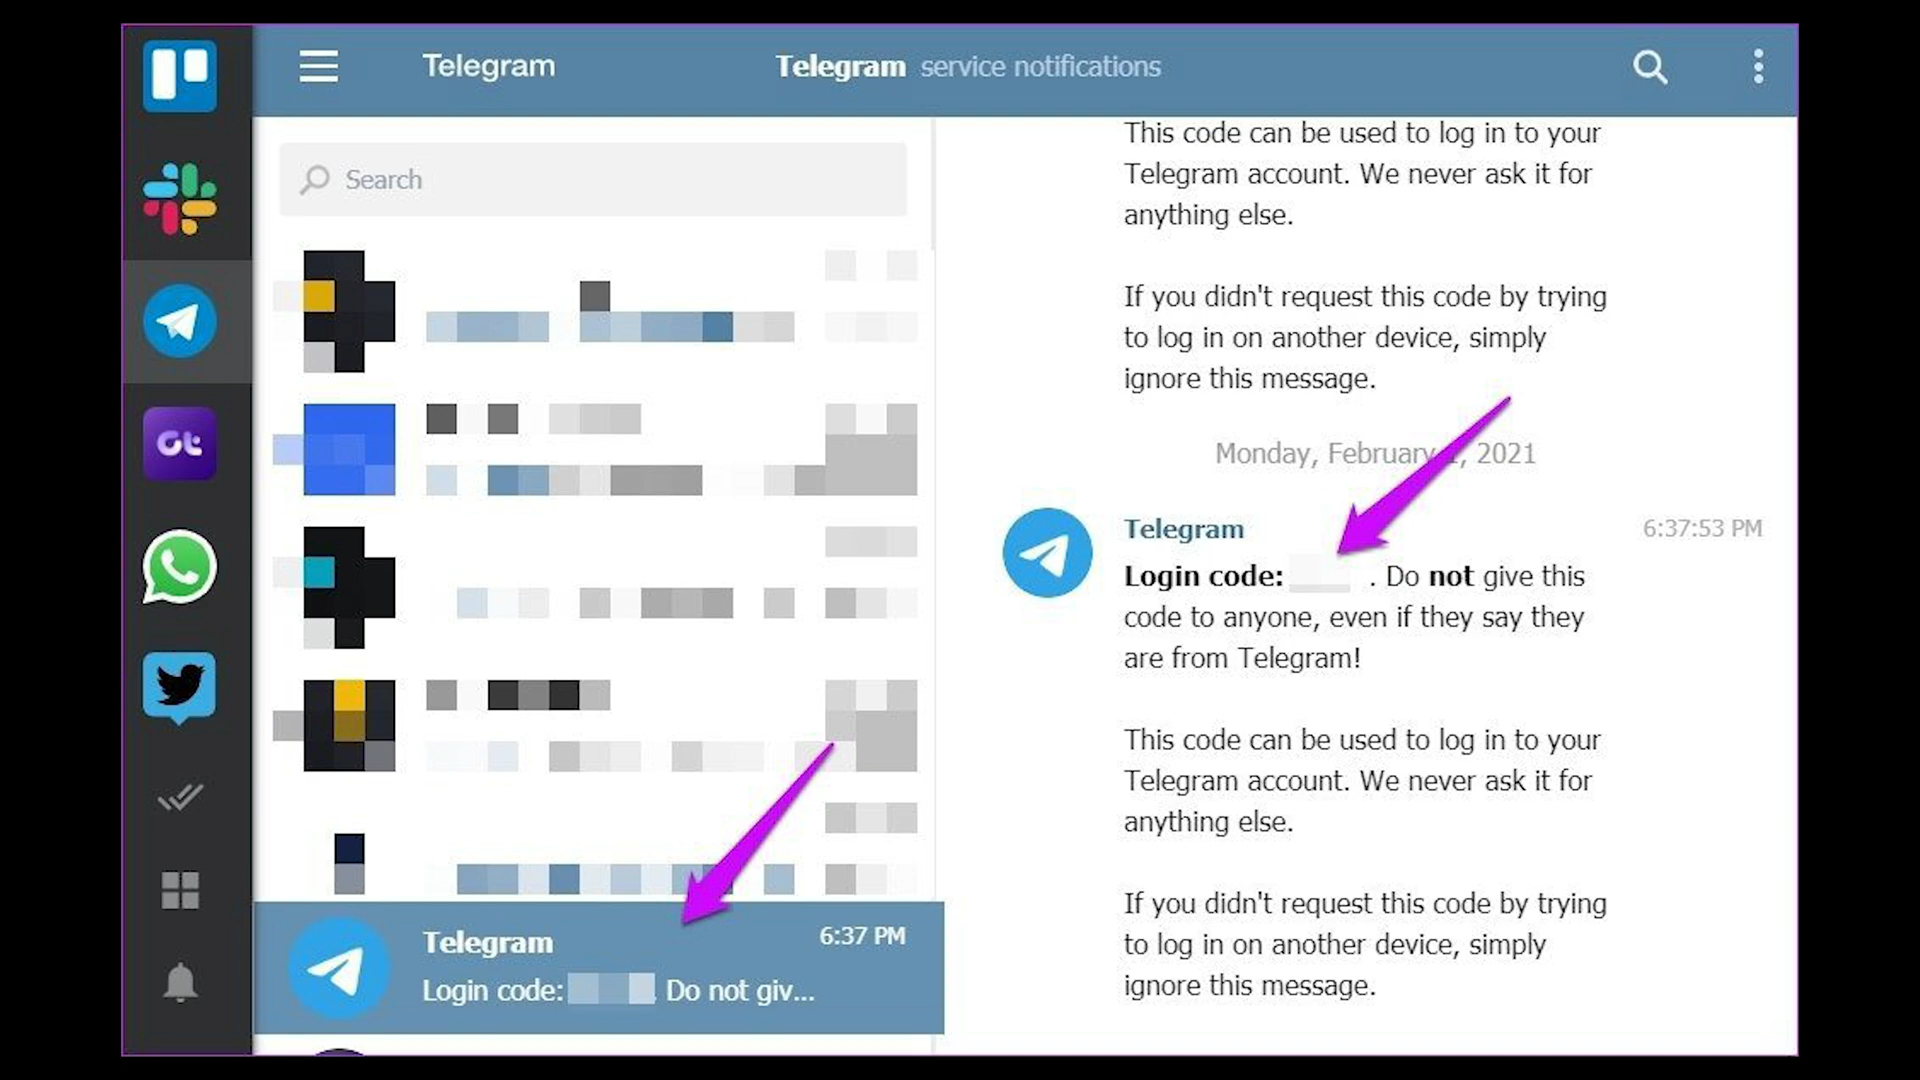 Telegram
Telegram service notifications
Search
This code can be used to log in to your
Telegram account. We never ask it for
anything else.
If you didn't request this code by trying
to log in on another device, simply
ignore this message.
Monday, February 1, 2021
Telegram
6:37:53 PM
Login code: . Do not give this
code to anyone, even if they say they
are from Telegram!
This code can be used to log in to your
Telegram account. We never ask it for
anything else.
If you didn't request this code by trying
to log in on another device, simply
ignore this message.
Telegram
6:37 PM
Login code: Do not giv...